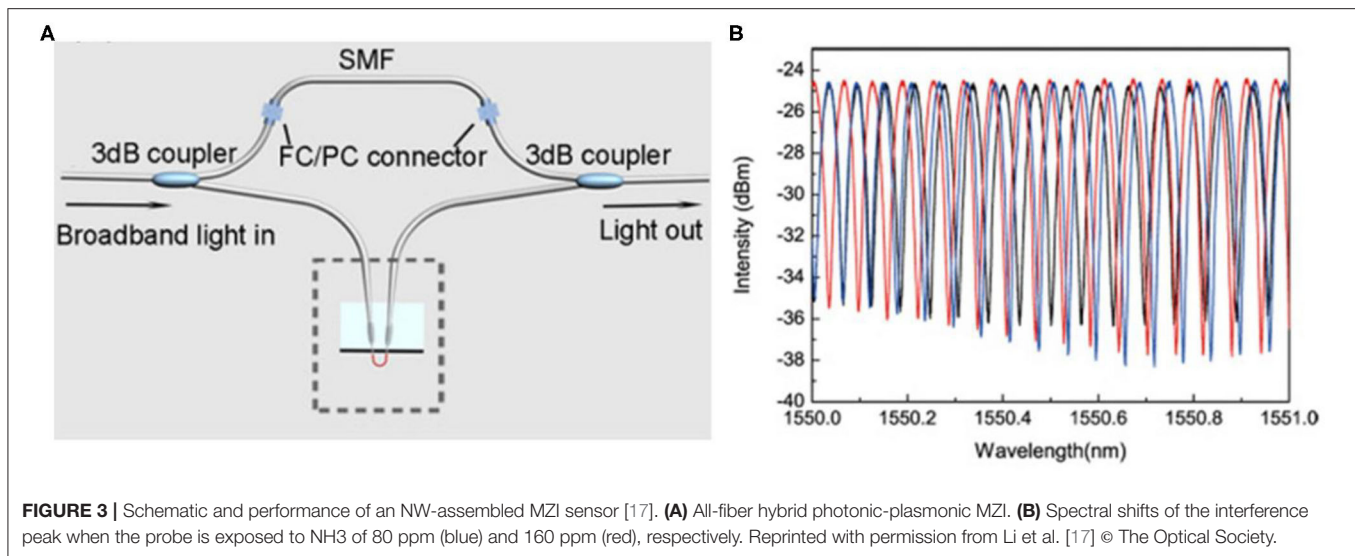 A
SMF
3dB coupler
FC/PC connector
3dB coupler
Broadband light in
Light out
B
Intensity (dBm)
-24
-26
-28
-30
-32
-34
-36
-38
-40
1550.0 1550.2 1550.4 1550.6 1550.8 1551.0
Wavelength(nm)
FIGURE 3 | Schematic and performance of an NW-assembled MZI sensor [17]. (A) All-fiber hybrid photonic-plasmonic MZI. (B) Spectral shifts of the interference
peak when the probe is exposed to NH3 of 80 ppm (blue) and 160 ppm (red), respectively. Reprinted with permission from Li et al. [17] © The Optical Society.